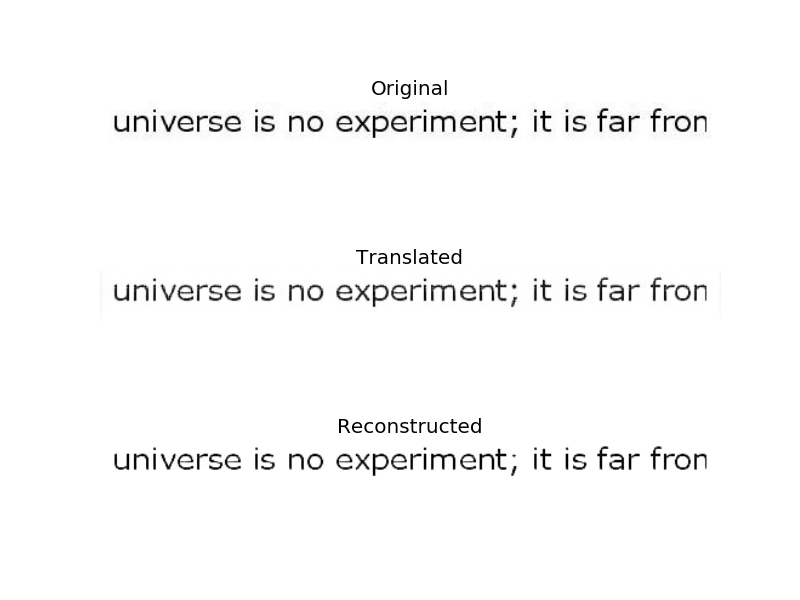 Original
universe is no experiment; it is far fron
Translated
universe is no experiment; it is far fron
Reconstructed
universe is no experiment; it is far fron